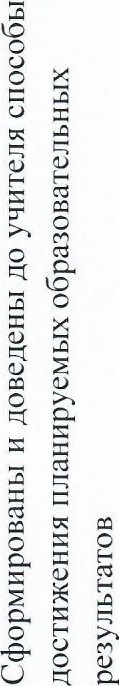 Сформированы и доведены до учителя способы
достижения планируемых образовательных
результатов